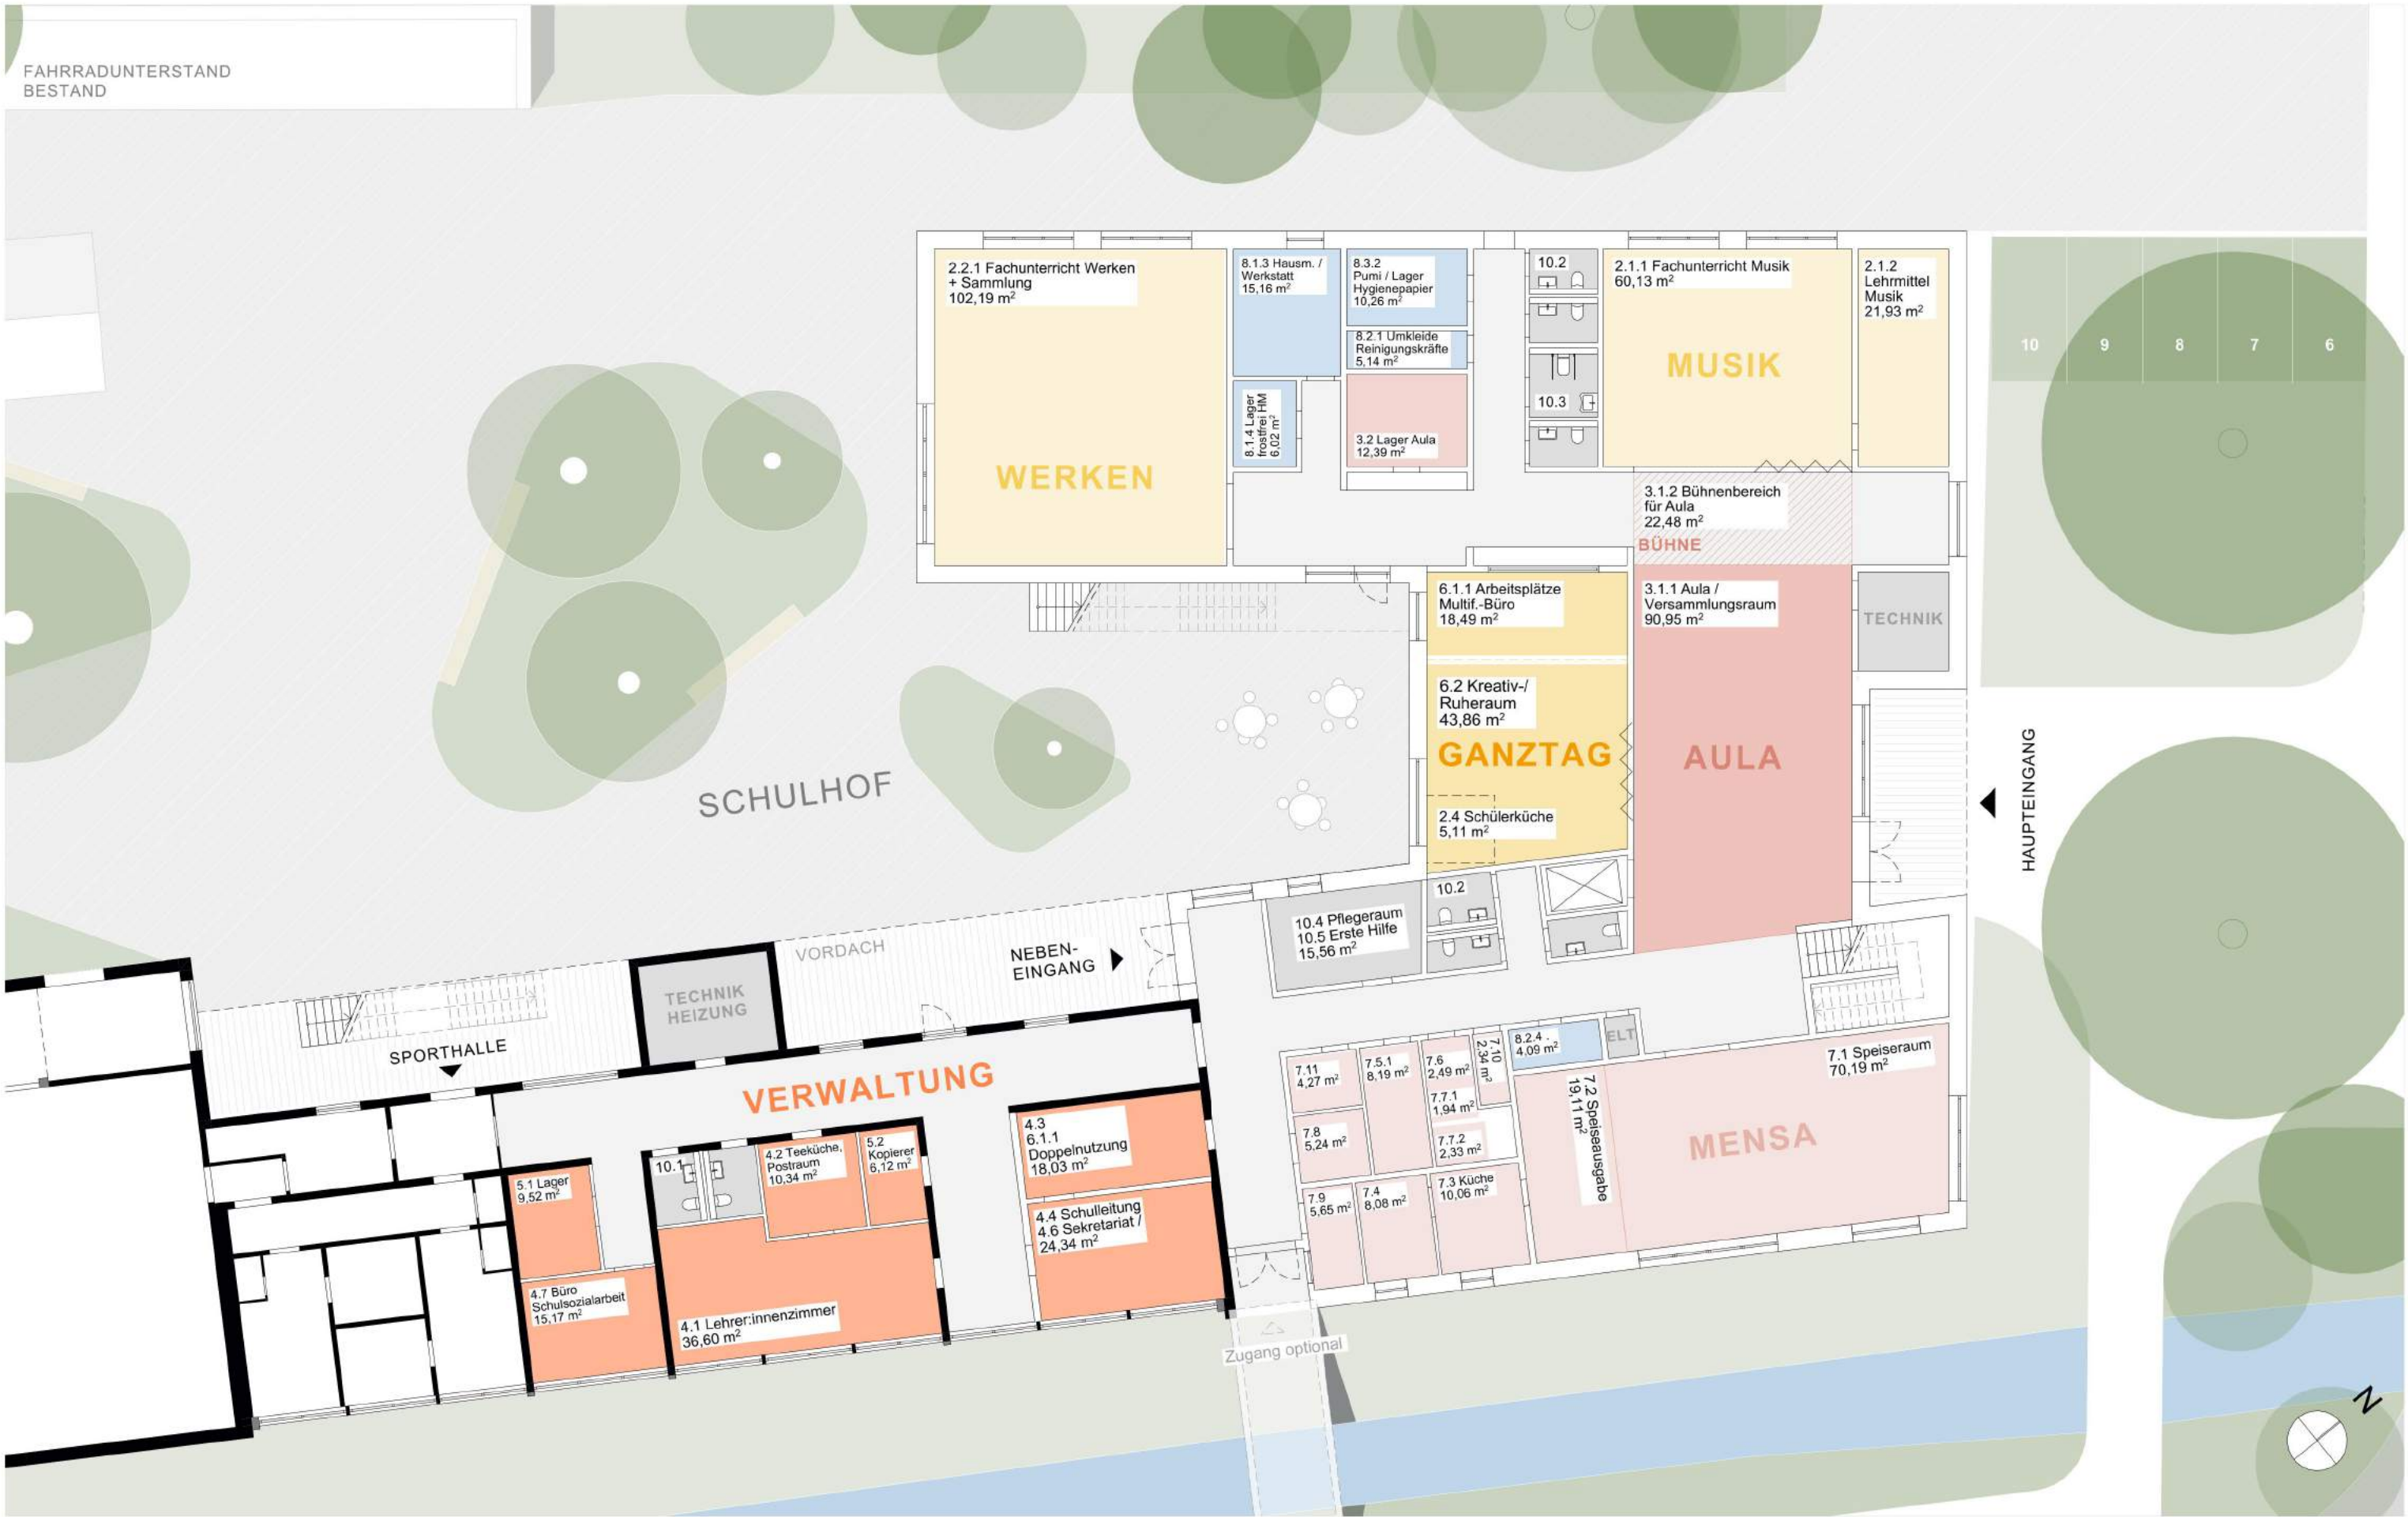 FAHRRADUNTERSTAND
BESTAND
2.2.1 Fachunterricht Werken
+ Sammlung
102,19 m²
WERKEN
8.1.3 Hausm. /
Werkstatt
15,16 m²
8.3.2
Pumi / Lager
Hygienepapier
10,26 m²
8.2.1 Umkleide
Reinigungskräfte
5,14 m²
8.1.4 Lager
frostfrei HM
6,02 m²
3.2 Lager Aula
12,39 m²
10.2
10.3
2.1.1 Fachunterricht Musik
60,13 m²
MUSIK
2.1.2
Lehrmittel
Musik
21,93 m²
10
9
8
7
6
3.1.2 Bühnenbereich
für Aula
22,48 m²
BÜHNE
6.1.1 Arbeitsplätze
Multif.-Büro
18,49 m²
3.1.1 Aula /
Versammlungsraum
90,95 m²
TECHNIK
6.2 Kreativ-/
Ruheraum
43,86 m²
GANZTAG
AULA
2.4 Schülerküche
5,11 m²
HAUPTEINGANG
SCHULHOF
10.4 Pflegeraum
10.5 Erste Hilfe
15,56 m²
10.2
VORDACH
NEBEN-
EINGANG
TECHNIK
HEIZUNG
SPORTHALLE
VERWALTUNG
7.11
4,27 m²
7.5.1
8,19 m²
7.6
2,49 m²
7.10
2,34 m²
8.2.4 .
4,09 m²
ELT
7.1 Speiseraum
70,19 m²
7.7.1
1,94 m²
7.8
5,24 m²
7.7.2
2,33 m²
7.2 Speiseausgabe
19,11 m²
MENSA
7.9
5,65 m²
7.4
8,08 m²
7.3 Küche
10,06 m²
4.3
6.1.1
Doppelnutzung
18,03 m²
10.1
4.2 Teeküche,
Postraum
10,34 m²
5.2
Kopierer
6,12 m²
5.1 Lager
9,52 m²
4.4 Schulleitung
4.6 Sekretariat /
24,34 m²
4.7 Büro
Schulsozialarbeit
15,17 m²
4.1 Lehrer:innenzimmer
36,60 m²
Zugang optional
N